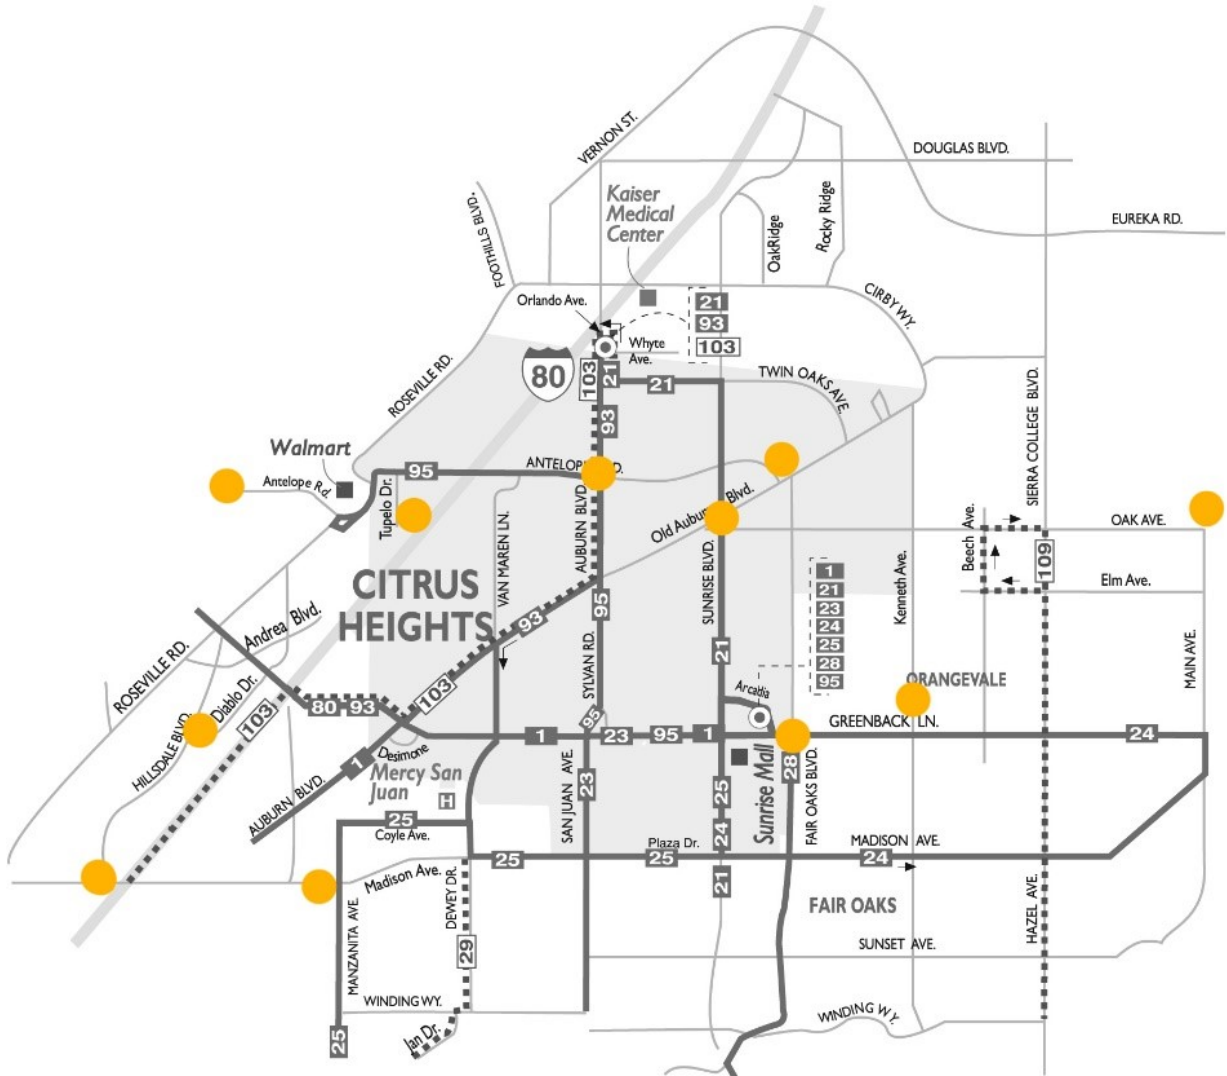 VERNON ST.
DOUGLAS BLVD.
FOOTHILLS BLVD.
Kaiser
Medical
Center
OakRidge
Rocky Ridge
EUREKA RD.
Orlando Ave.
21
93
103
CIRBY WY.
Whyte
Ave.
80
103
21
21
TWIN OAKS AVE.
ROSEVILLE RD.
93
SIERRA COLLEGE BLVD.
Walmart
95
ANTELOPE
Antelope Rd.
Tupelo Dr.
VAN MAREN LN.
AUBURN BLVD.
Old Auburn Blvd.
OAK AVE.
Beech Ave.
SUNRISE BLVD.
Kenneth Ave.
109
Elm Ave.
1
21
23
24
25
28
95
CITRUS
HEIGHTS
95
93
Andrea Blvd.
ROSEVILLE RD.
SYLVAN RD.
21
MAIN AVE.
Arcadia
ORANGEVALE
Diablo Dr.
HILLSDALE BLVD.
103
103
80
93
95
GREENBACK LN.
Desimone
1
23
95
1
24
1
Mercy San
Juan
H
AUBURN BLVD.
SAN JUAN AVE.
23
25
Sunrise Mall
28
FAIR OAKS BLVD.
25
Coyle Ave.
24
Plaza Dr.
MADISON AVE.
25
25
24
Madison Ave.
21
DEWEY DR.
MANZANITA AVE.
FAIR OAKS
HAZEL AVE.
29
SUNSET AVE.
WINDING WY.
WINDING WY.
25
Jan Dr.